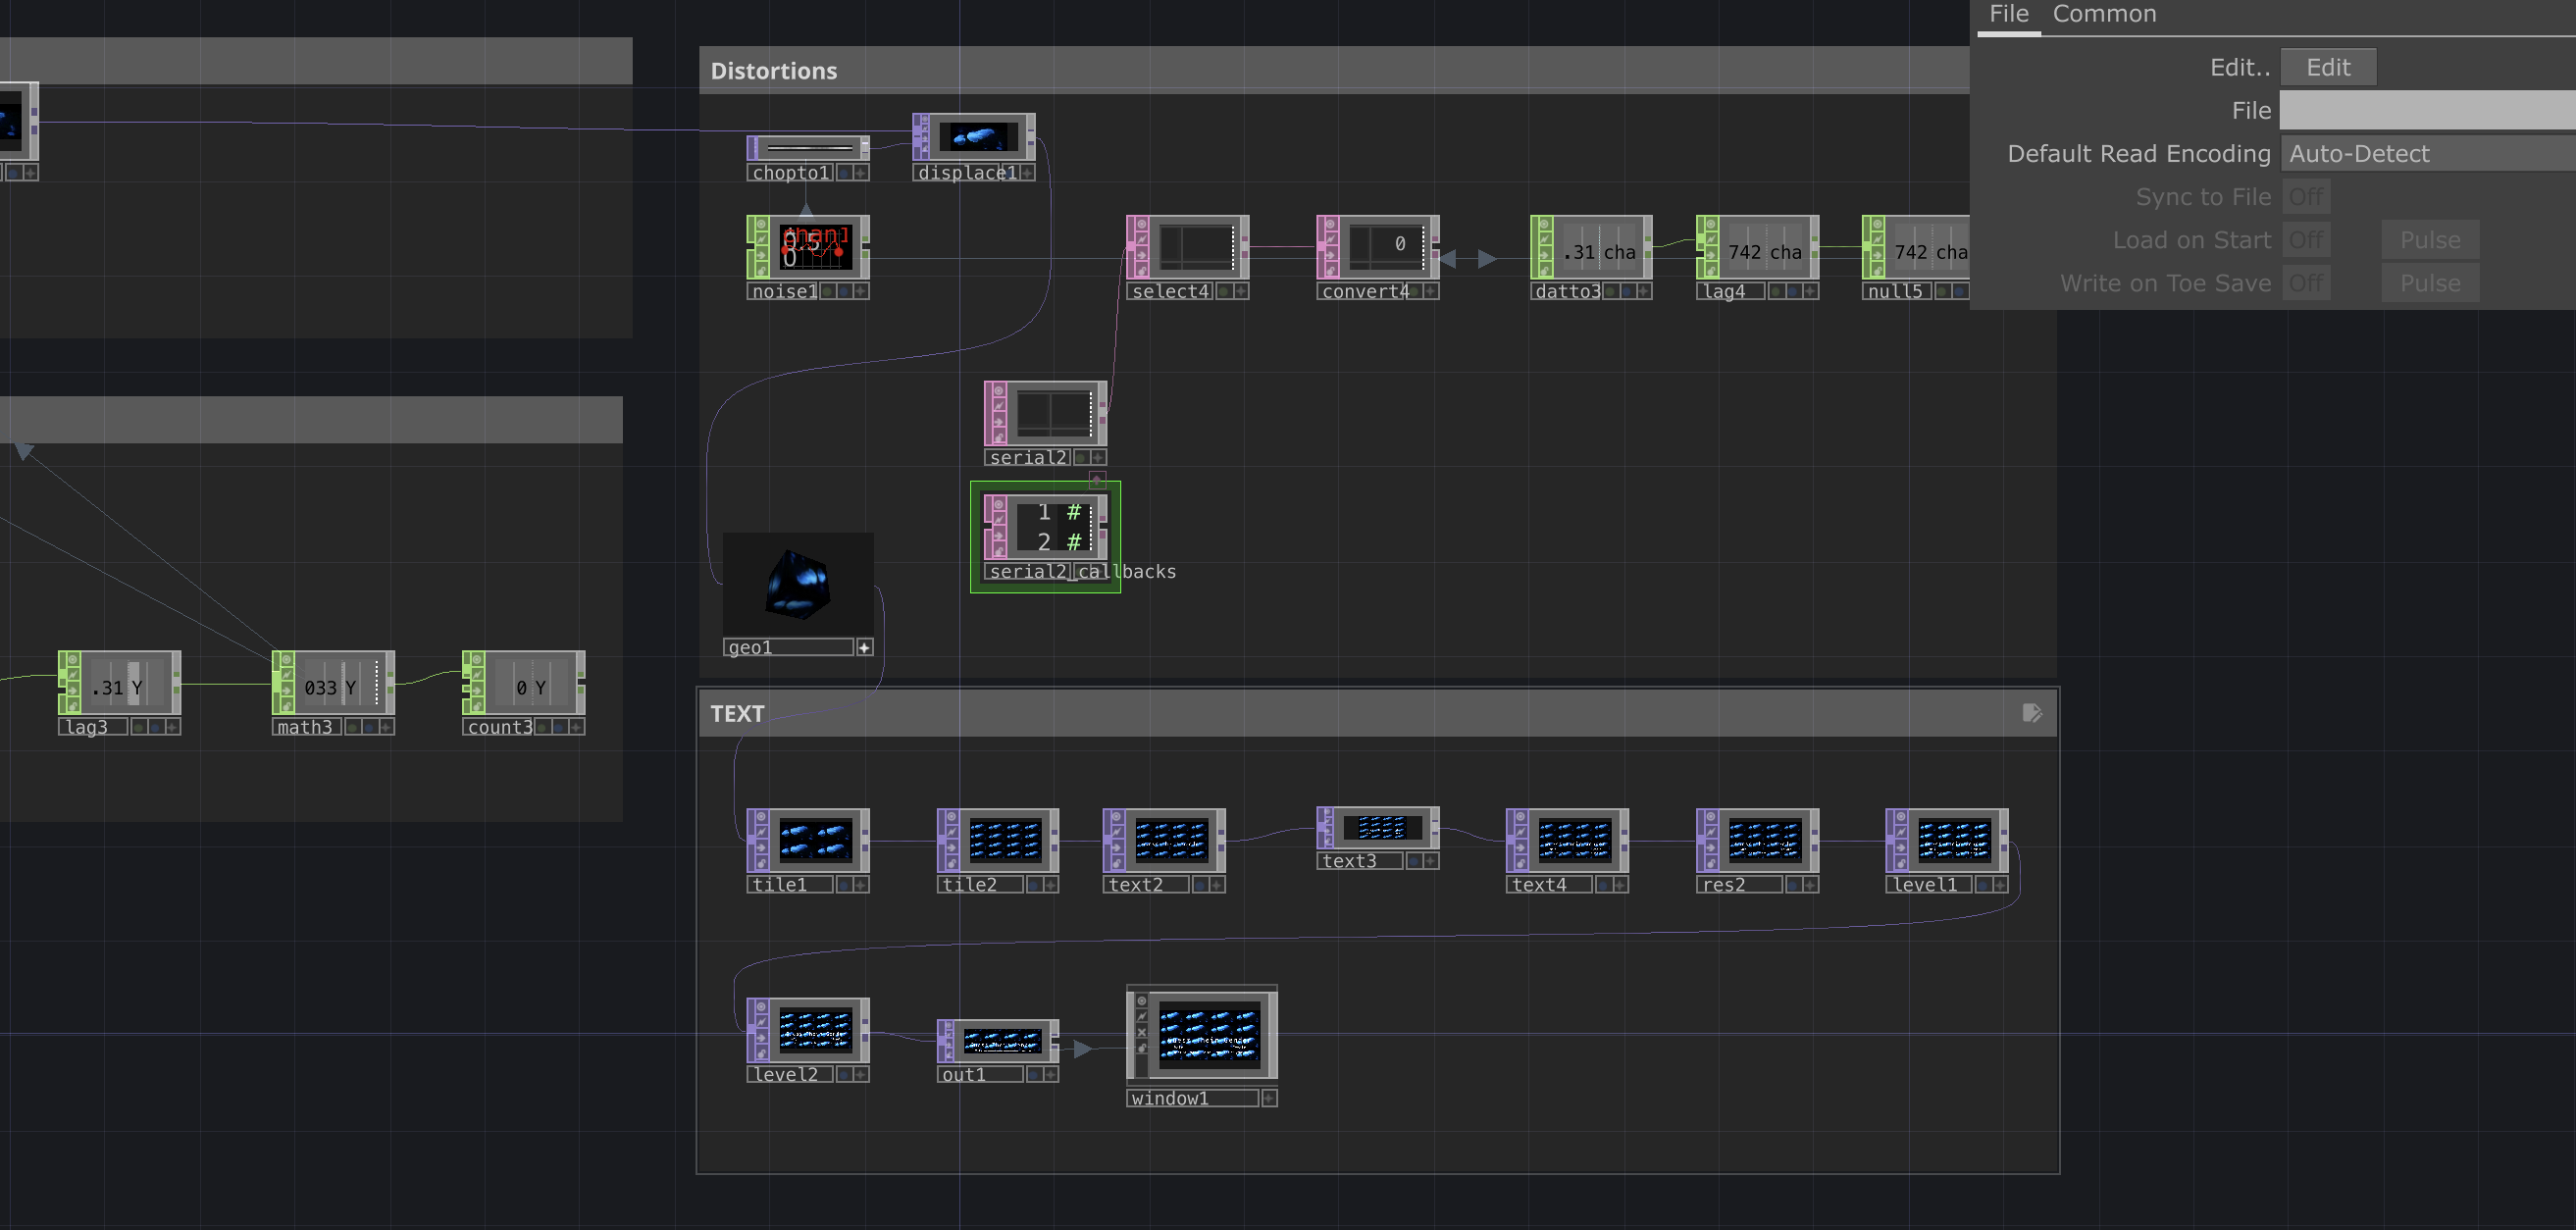 File Common
Edit.. Edit
File
Default Read Encoding Auto-Detect
Sync to File Off
Load on Start Off Pulse
Write on Toe Save Off Pulse
Distortions
chopto1
displace1
chan1
0.5
0
noise1
select4
0
convert4
.31 cha
datto3
742 cha
lag4
742 cha
null5
serial2
1 #
2 #
serial2_callbacks
geo1
.31 Y
lag3
033 Y
math3
0 Y
count3
TEXT
tile1
tile2
text2
text3
text4
res2
level1
level2
out1
window1